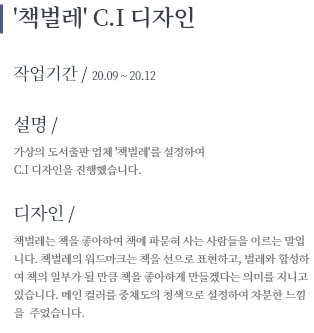 '책벌레' C.I 디자인
작업기간 / 20.09 ~ 20.12
설명 /
가상의 도서출판 업체 '책벌레'를 설정하여
C.I 디자인을 진행했습니다.
디자인 /
책벌레는 책을 좋아하여 책에 파묻혀 사는 사람들을 이르는 말입
니다. 책벌레의 워드마크는 책을 선으로 표현하고, 벌레와 합성하
여 책의 일부가 될 만큼 책을 좋아하게 만들겠다는 의미를 지니고
있습니다. 메인 컬러를 중채도의 청색으로 설정하여 차분한 느낌
을 주었습니다.